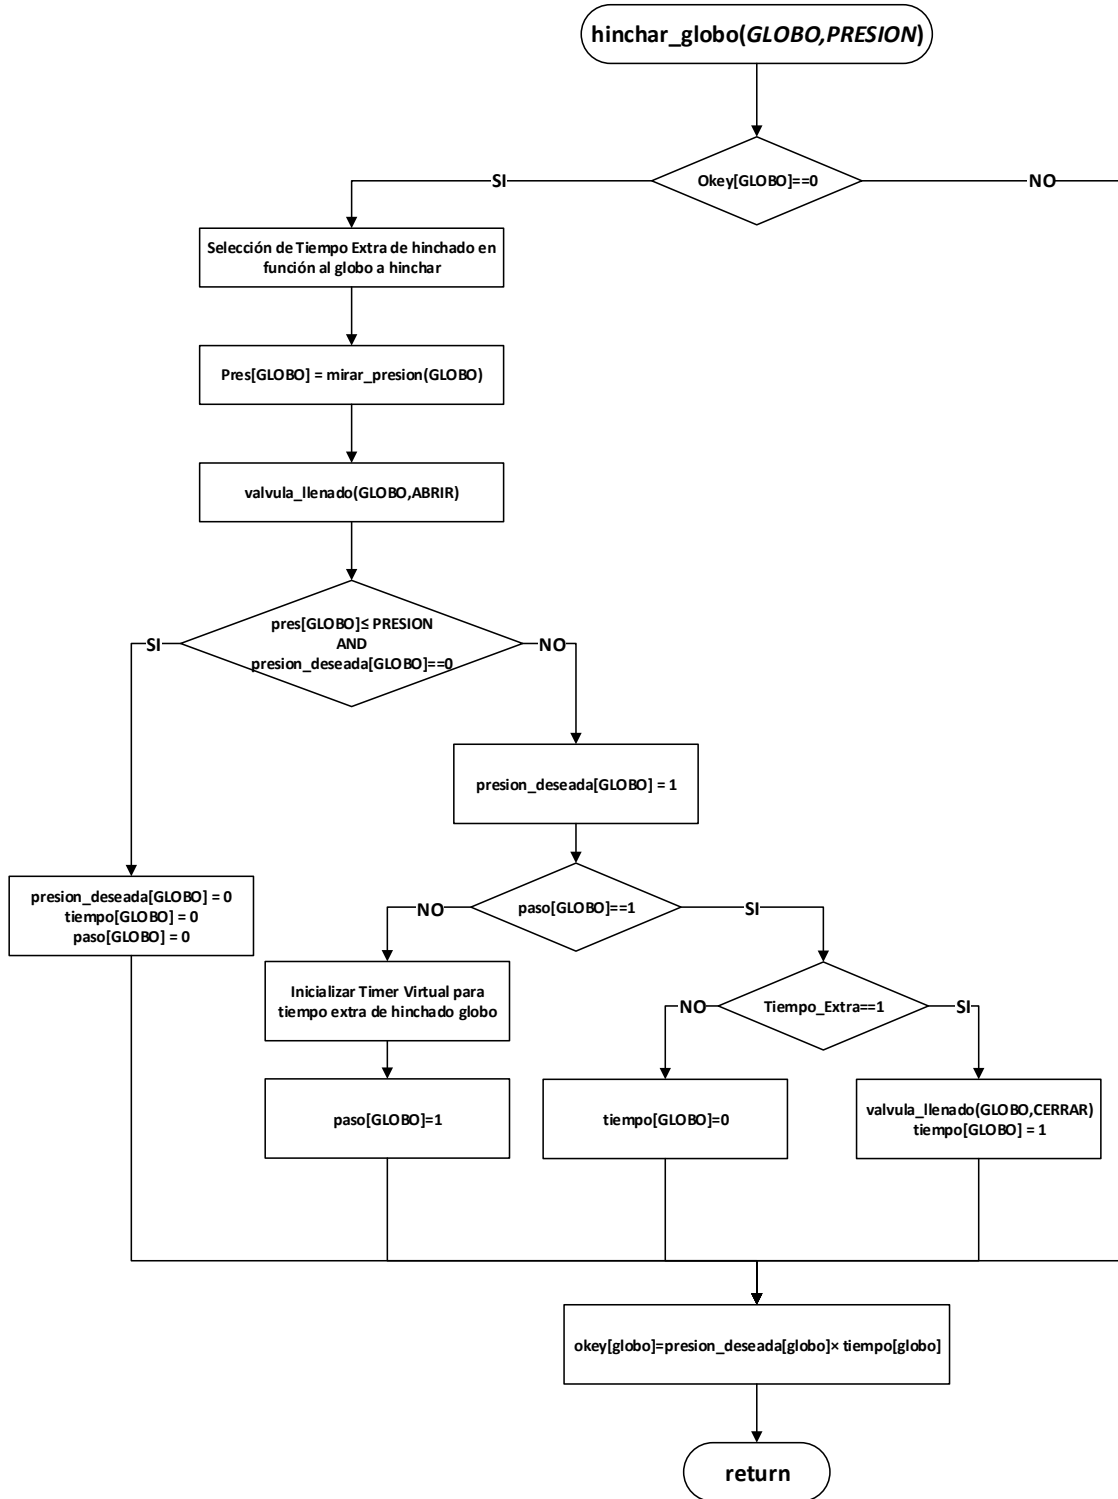 hinchar_globo(GLOBO,PRESION)
Okey[GLOBO]==0
SI
NO
Selección de Tiempo Extra de hinchado en
función al globo a hinchar
Pres[GLOBO] = mirar_presion(GLOBO)
valvula_llenado(GLOBO,ABRIR)
pres[GLOBO]≤ PRESION
AND
presion_deseada[GLOBO]==0
SI
NO
presion_deseada[GLOBO] = 1
presion_deseada[GLOBO] = 0
tiempo[GLOBO] = 0
paso[GLOBO] = 0
paso[GLOBO]==1
NO
SI
Inicializar Timer Virtual para
tiempo extra de hinchado globo
Tiempo_Extra==1
NO
SI
paso[GLOBO]=1
tiempo[GLOBO]=0
valvula_llenado(GLOBO,CERRAR)
tiempo[GLOBO] = 1
okey[globo]=presion_deseada[globo]× tiempo[globo]
return